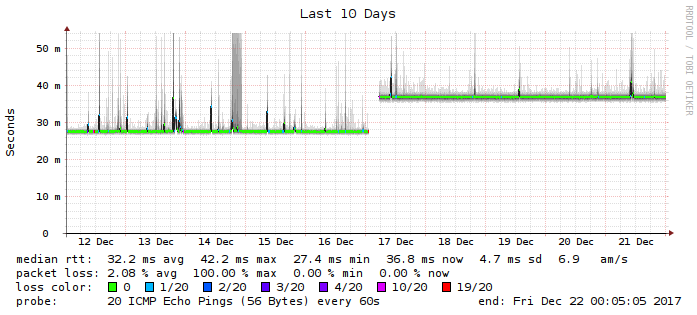 Last 10 Days
RRDTOOL / TOBI OETIKER
Seconds
50 m
40 m
30 m
20 m
10 m
0
12 Dec 13 Dec 14 Dec 15 Dec 16 Dec 17 Dec 18 Dec 19 Dec 20 Dec 21 Dec
median rtt: 32.2 ms avg 42.2 ms max 27.4 ms min 36.8 ms now 4.7 ms sd 6.9 am/s
packet loss: 2.08 % avg 100.00 % max 0.00 % min 0.00 % now
loss color: 0 1/20 2/20 3/20 4/20 10/20 19/20
probe: 20 ICMP Echo Pings (56 Bytes) every 60s end: Fri Dec 22 00:05:05 2017